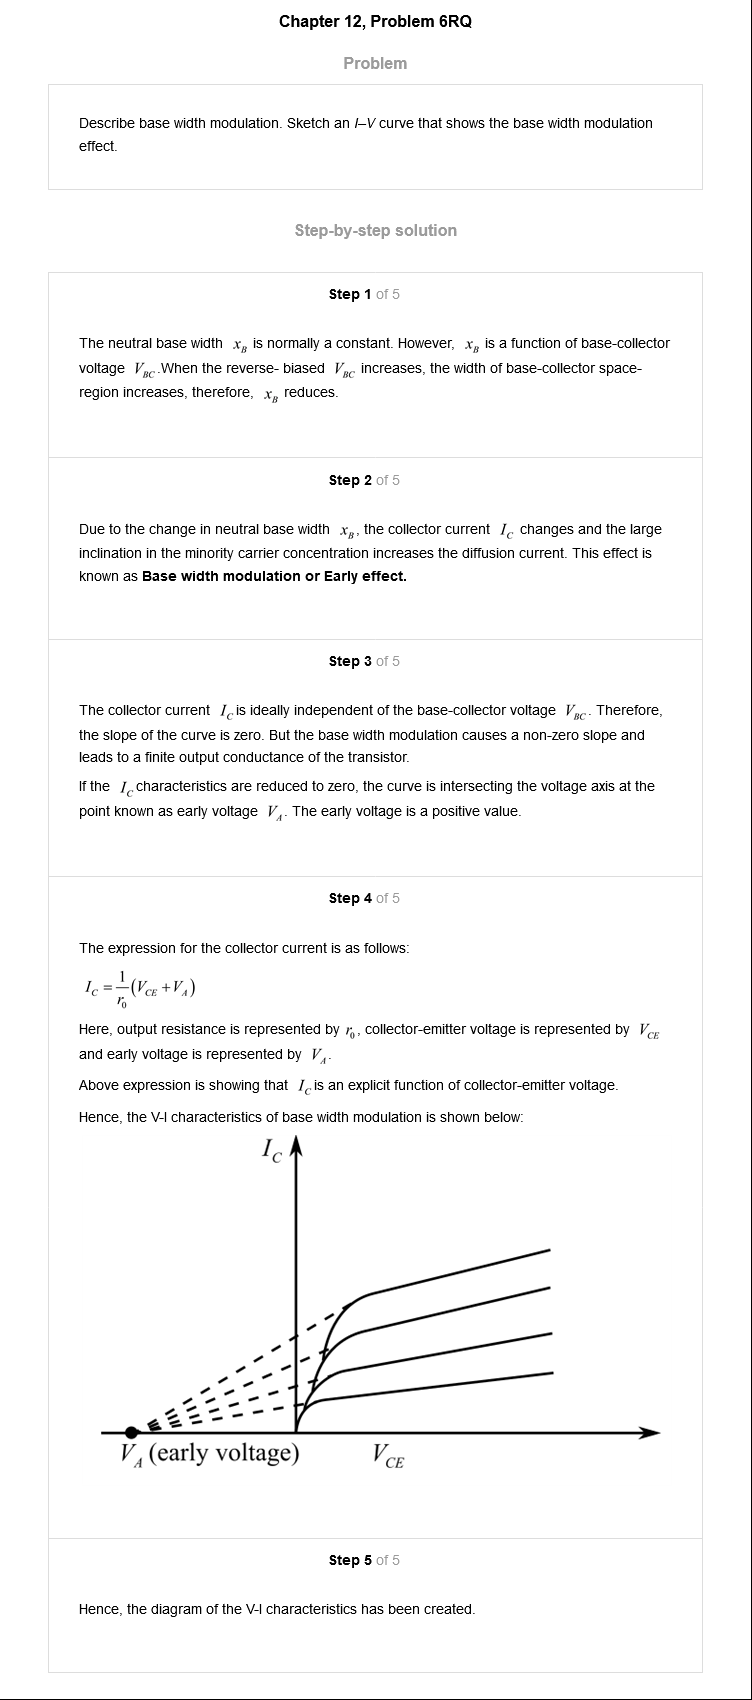 Chapter 12, Problem 6RQ
Problem
Describe base width modulation. Sketch an I–V curve that shows the base width modulation
effect.
Step-by-step solution
Step 1 of 5
The neutral base width x_B is normally a constant. However, x_B is a function of base-collector
voltage V_BC.When the reverse- biased V_BC increases, the width of base-collector space-
region increases, therefore, x_B reduces.
Step 2 of 5
Due to the change in neutral base width x_B, the collector current I_C changes and the large
inclination in the minority carrier concentration increases the diffusion current. This effect is
known as Base width modulation or Early effect.
Step 3 of 5
The collector current I_C is ideally independent of the base-collector voltage V_BC. Therefore,
the slope of the curve is zero. But the base width modulation causes a non-zero slope and
leads to a finite output conductance of the transistor.
If the I_C characteristics are reduced to zero, the curve is intersecting the voltage axis at the
point known as early voltage V_A. The early voltage is a positive value.
Step 4 of 5
The expression for the collector current is as follows:
I_C = 1/r_0 (V_CE + V_A)
Here, output resistance is represented by r_0, collector-emitter voltage is represented by V_CE
and early voltage is represented by V_A.
Above expression is showing that I_C is an explicit function of collector-emitter voltage.
Hence, the V-I characteristics of base width modulation is shown below:
I_C
V_A (early voltage) V_CE
Step 5 of 5
Hence, the diagram of the V-I characteristics has been created.